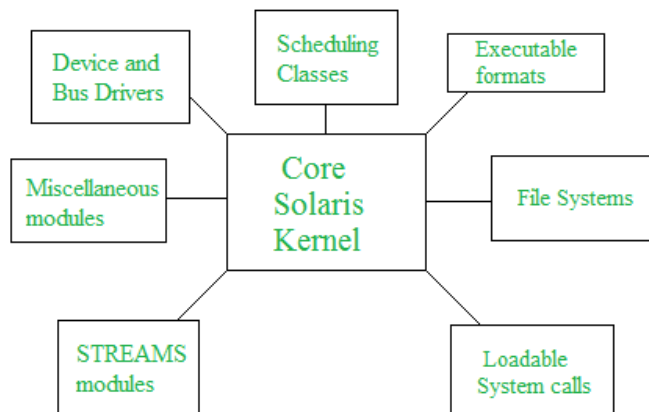 Scheduling
Classes
Executable
formats
Device and
Bus Drivers
Core
Solaris
Kernel
Miscellaneous
modules
File Systems
STREAMS
modules
Loadable
System calls